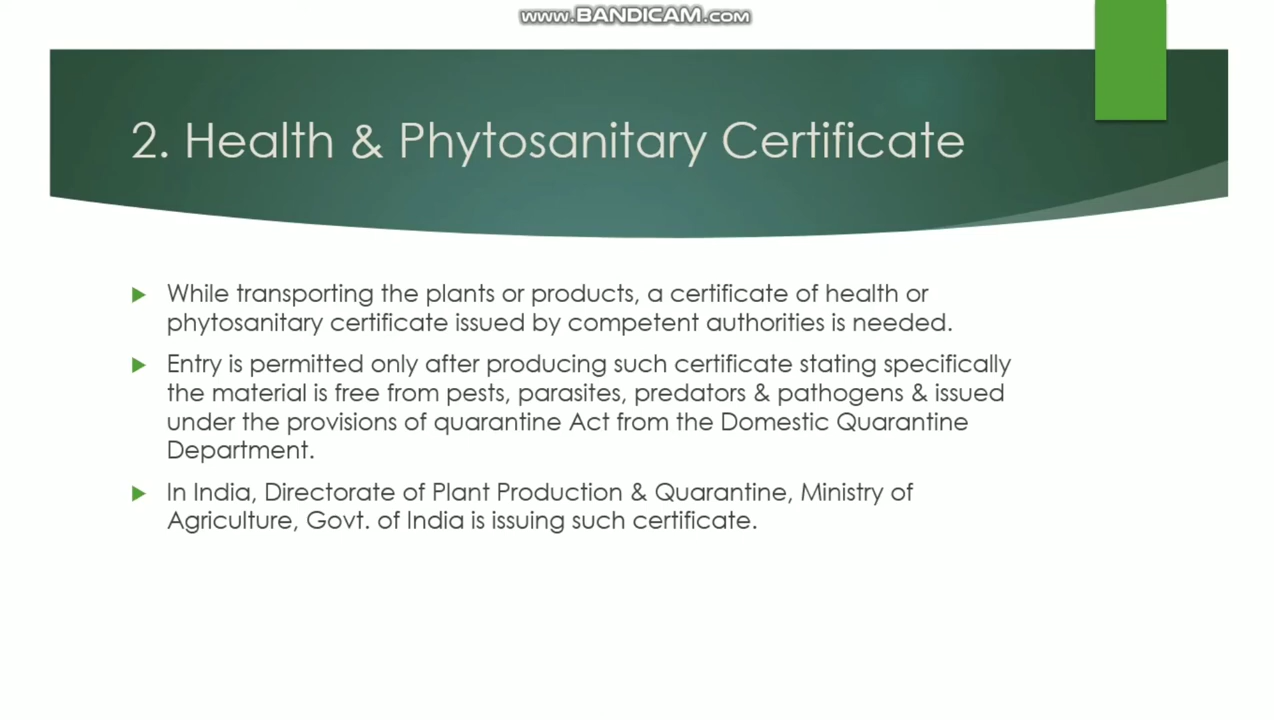 www.BANDICAM.com
2. Health & Phytosanitary Certificate
While transporting the plants or products, a certificate of health or
phytosanitary certificate issued by competent authorities is needed.
Entry is permitted only after producing such certificate stating specifically
the material is free from pests, parasites, predators & pathogens & issued
under the provisions of quarantine Act from the Domestic Quarantine
Department.
In India, Directorate of Plant Production & Quarantine, Ministry of
Agriculture, Govt. of India is issuing such certificate.